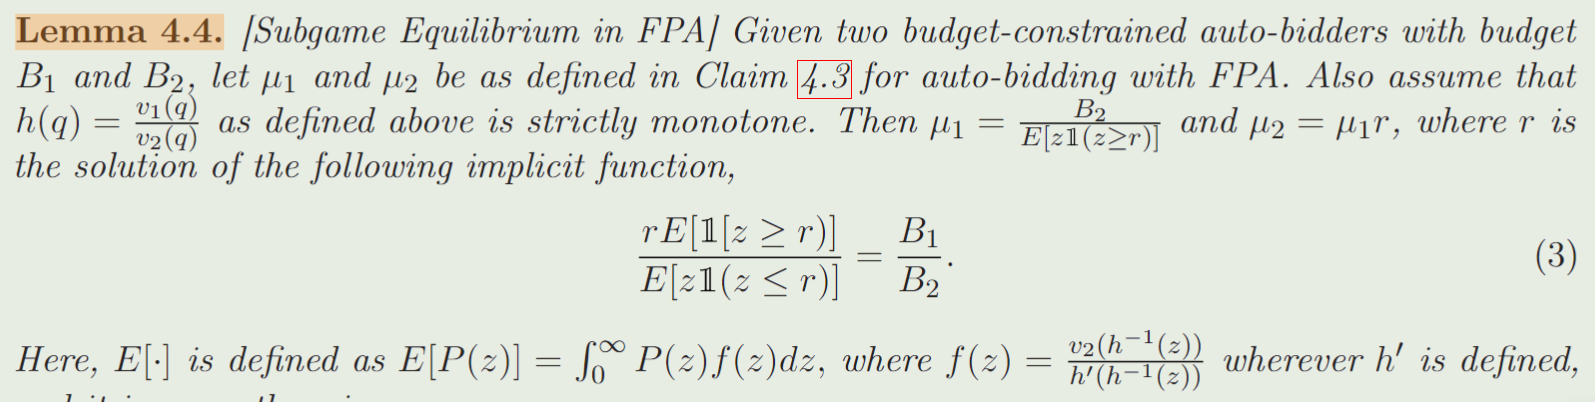 Lemma 4.4. [Subgame Equilibrium in FPA] Given two budget-constrained auto-bidders with budget
B₁ and B₂, let μ₁ and μ₂ be as defined in Claim 4.3 for auto-bidding with FPA. Also assume that
h(q) = v₁(q)/v₂(q) as defined above is strictly monotone. Then μ₁ = B₂/E[z𝟙(z≥r)] and μ₂ = μ₁r, where r is
the solution of the following implicit function,
rE[𝟙[z ≥ r)]/E[z𝟙(z ≤ r)] = B₁/B₂. (3)
Here, E[·] is defined as E[P(z)] = ∫₀^∞ P(z)f(z)dz, where f(z) = v₂(h⁻¹(z))/h′(h⁻¹(z)) wherever h′ is defined,